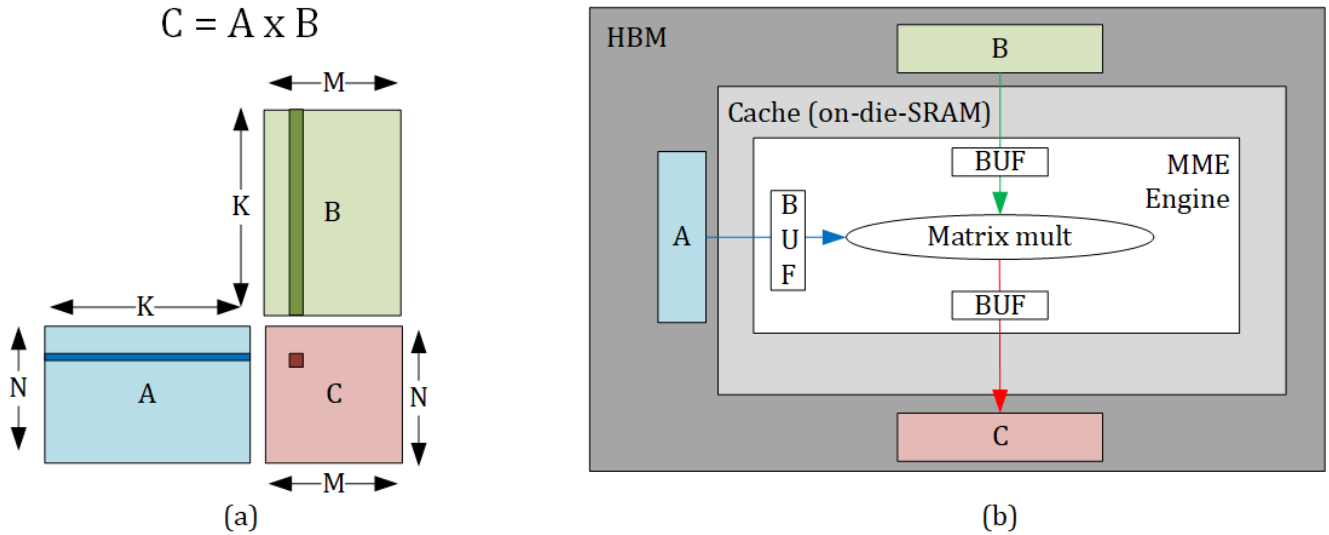 C = A x B
M
K
B
K
N
A
C
N
M
(a)
HBM
B
Cache (on-die-SRAM)
BUF
MME
Engine
A
B
U
F
Matrix mult
BUF
C
(b)